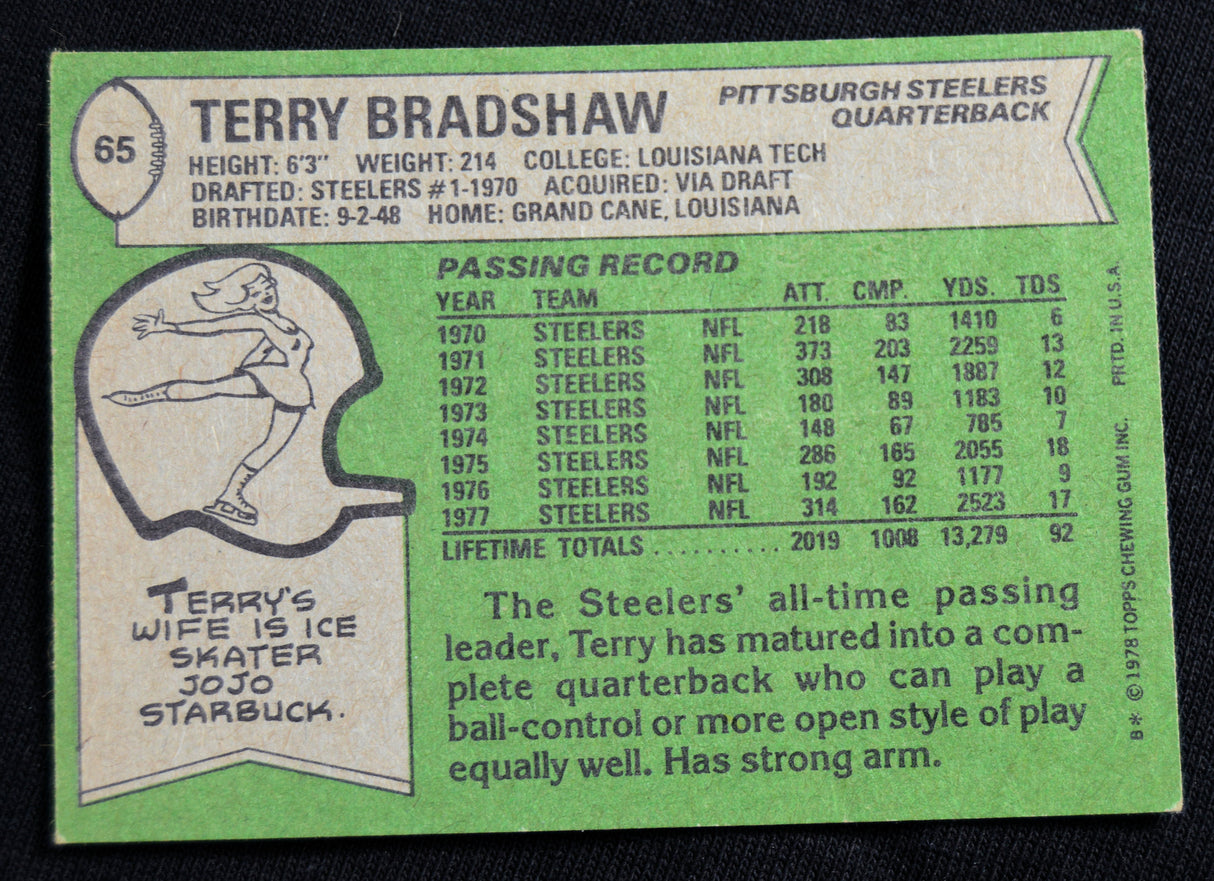 65
TERRY BRADSHAW
PITTSBURGH STEELERS
QUARTERBACK
HEIGHT: 6'3" WEIGHT: 214 COLLEGE: LOUISIANA TECH
DRAFTED: STEELERS #1-1970 ACQUIRED: VIA DRAFT
BIRTHDATE: 9-2-48 HOME: GRAND CANE, LOUISIANA
PASSING RECORD
YEAR TEAM ATT. CMP. YDS. TDS
1970 STEELERS NFL 218 83 1410 6
1971 STEELERS NFL 373 203 2259 13
1972 STEELERS NFL 308 147 1887 12
1973 STEELERS NFL 180 89 1183 10
1974 STEELERS NFL 148 67 785 7
1975 STEELERS NFL 286 165 2055 18
1976 STEELERS NFL 192 92 1177 9
1977 STEELERS NFL 314 162 2523 17
LIFETIME TOTALS .......... 2019 1008 13,279 92
TERRY'S
WIFE IS ICE
SKATER
JOJO
STARBUCK.
The Steelers' all-time passing
leader, Terry has matured into a com-
plete quarterback who can play a
ball-control or more open style of play
equally well. Has strong arm.
B* © 1978 TOPPS CHEWING GUM INC. PRTD. IN U.S.A.